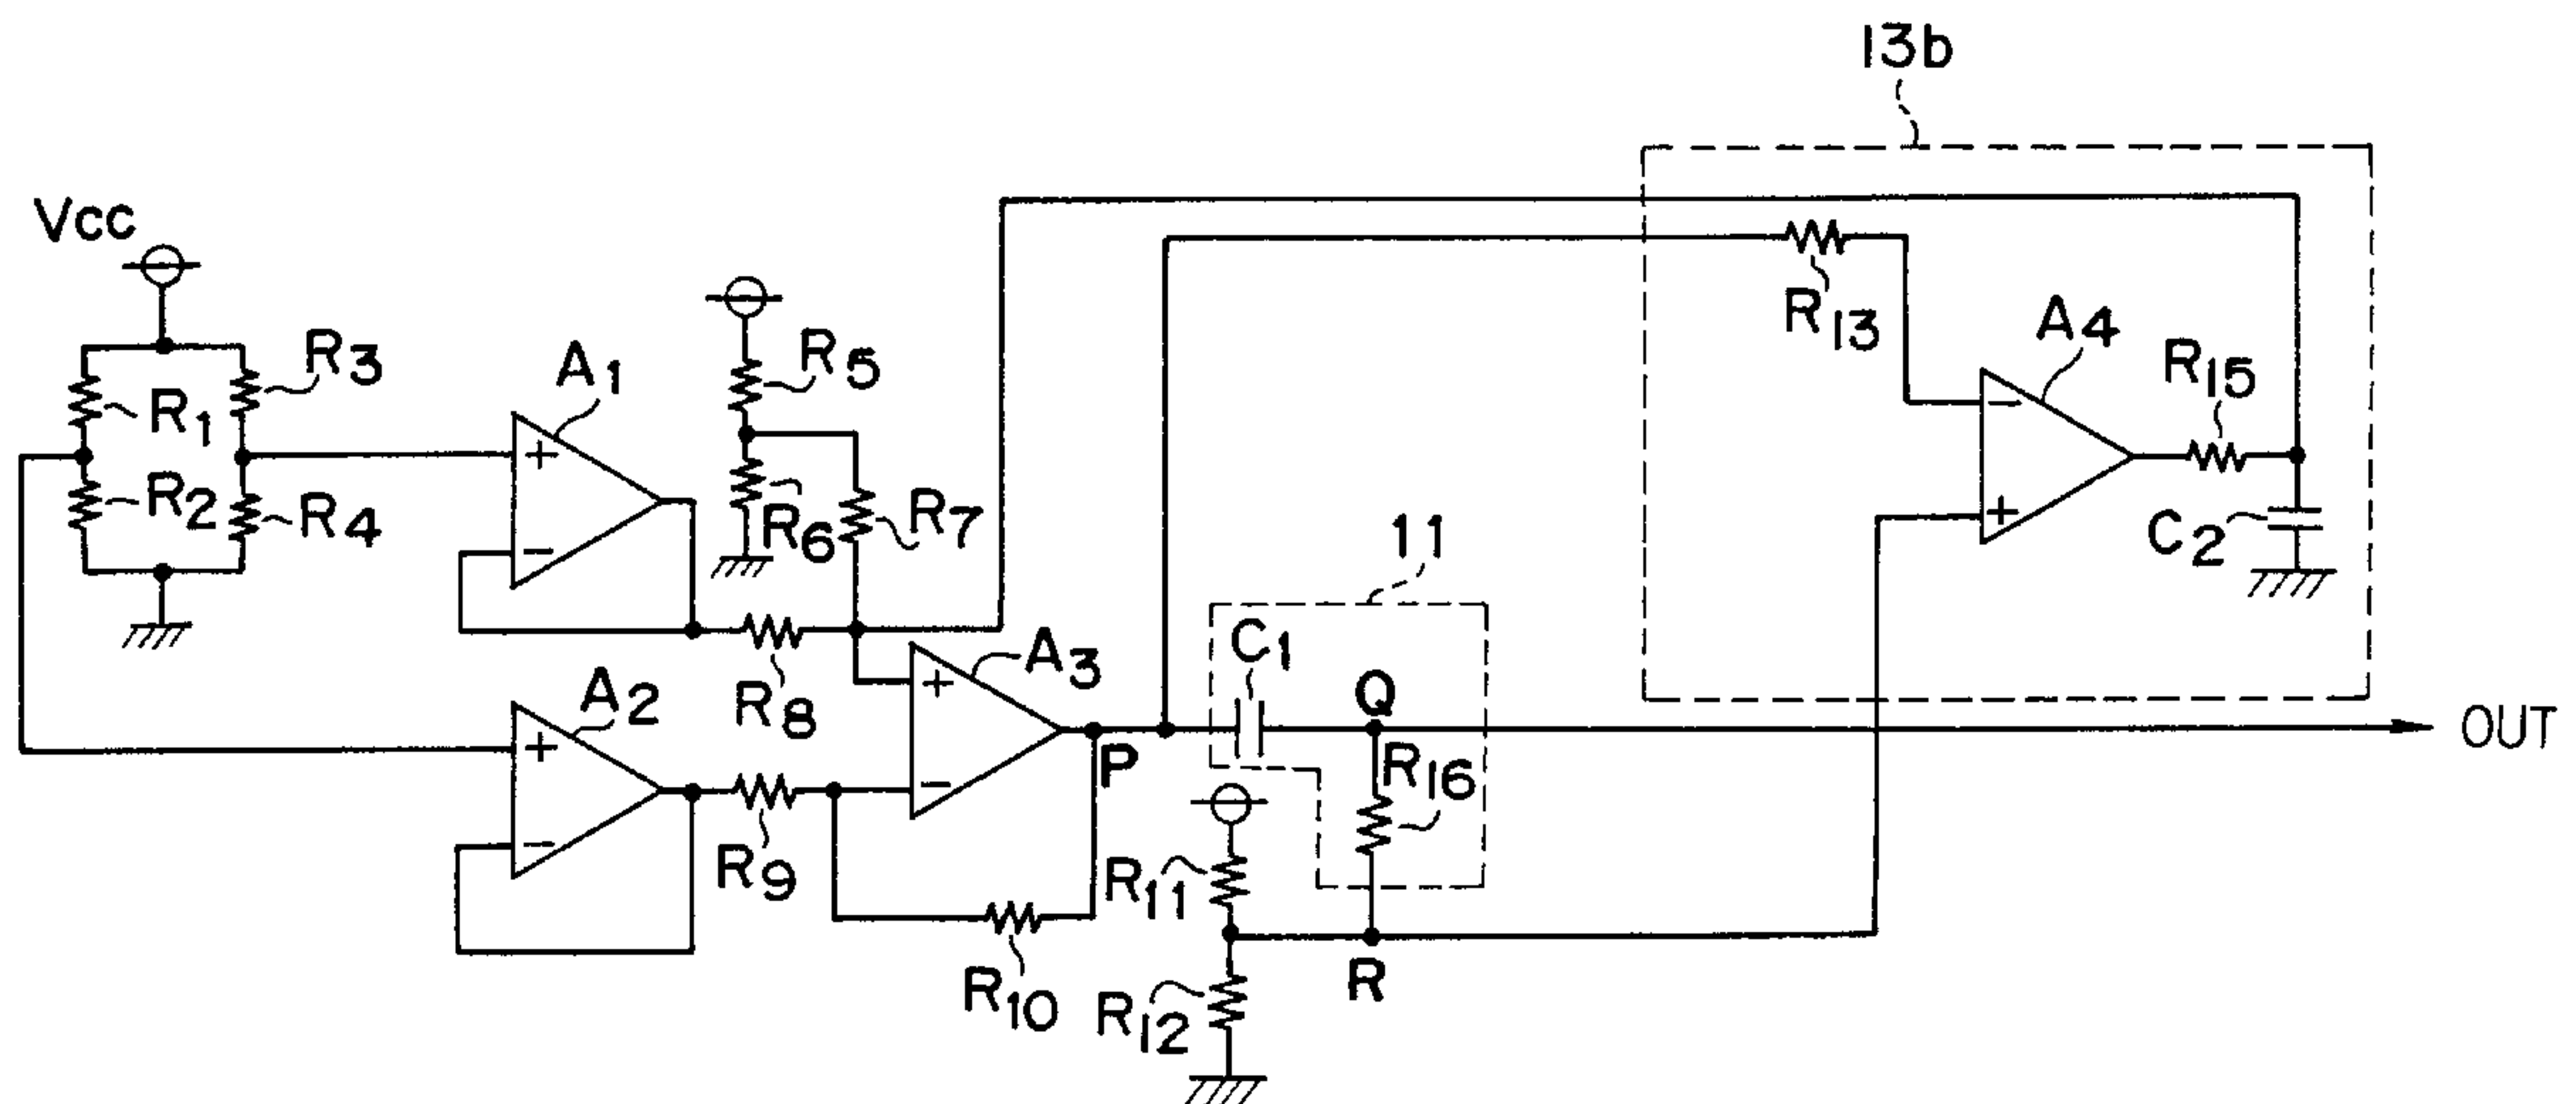 13b
Vcc
R1
R2
R3
R4
A1
R5
R6
R7
R8
A2
R9
A3
R10
P
11
C1
Q
R16
R11
R12
R
R13
A4
R15
C2
OUT
+
−
+
−
+
−
−
+